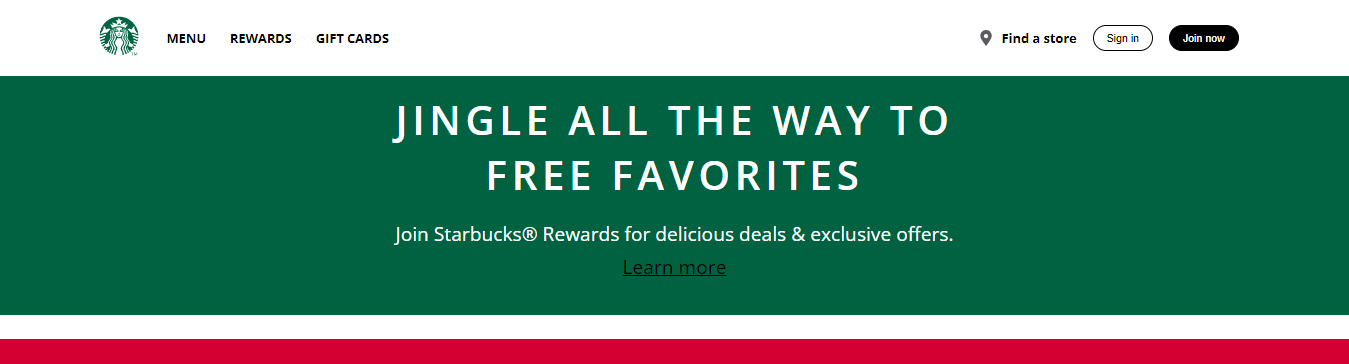 MENU REWARDS GIFT CARDS Find a store Sign in Join now
JINGLE ALL THE WAY TO
FREE FAVORITES
Join Starbucks® Rewards for delicious deals & exclusive offers.
Learn more